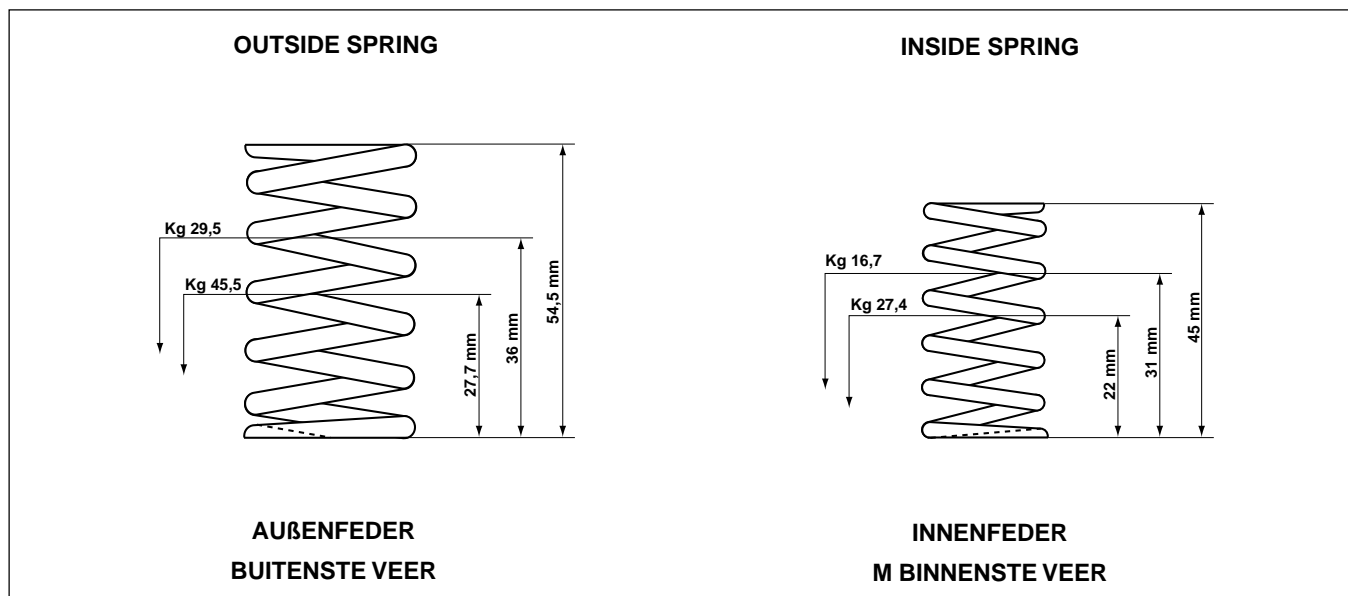 OUTSIDE SPRING
Kg 29,5
Kg 45,5
27,7 mm
36 mm
54,5 mm
AUßENFEDER
BUITENSTE VEER
INSIDE SPRING
Kg 16,7
Kg 27,4
22 mm
31 mm
45 mm
INNENFEDER
M BINNENSTE VEER